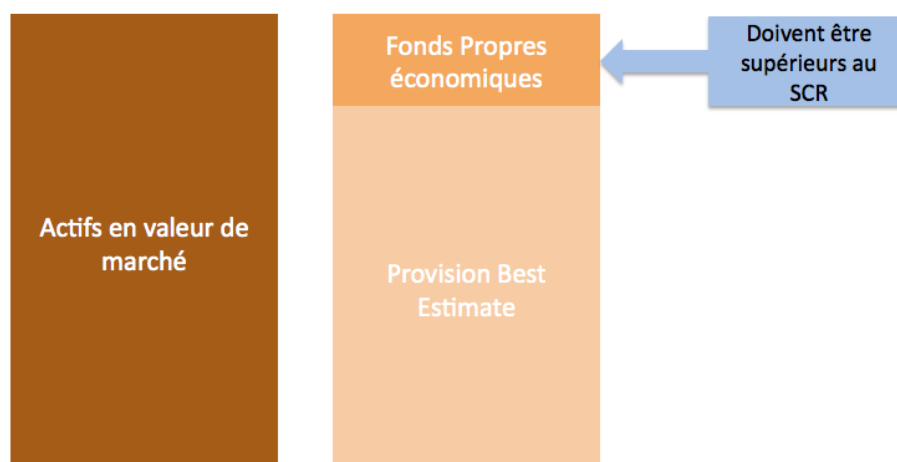 Actifs en valeur de
marché
Fonds Propres
économiques
Provision Best
Estimate
Doivent être
supérieurs au
SCR